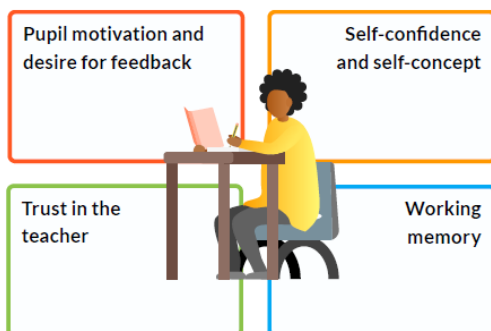 Pupil motivation and
desire for feedback
Self-confidence
and self-concept
Trust in the
teacher
Working
memory